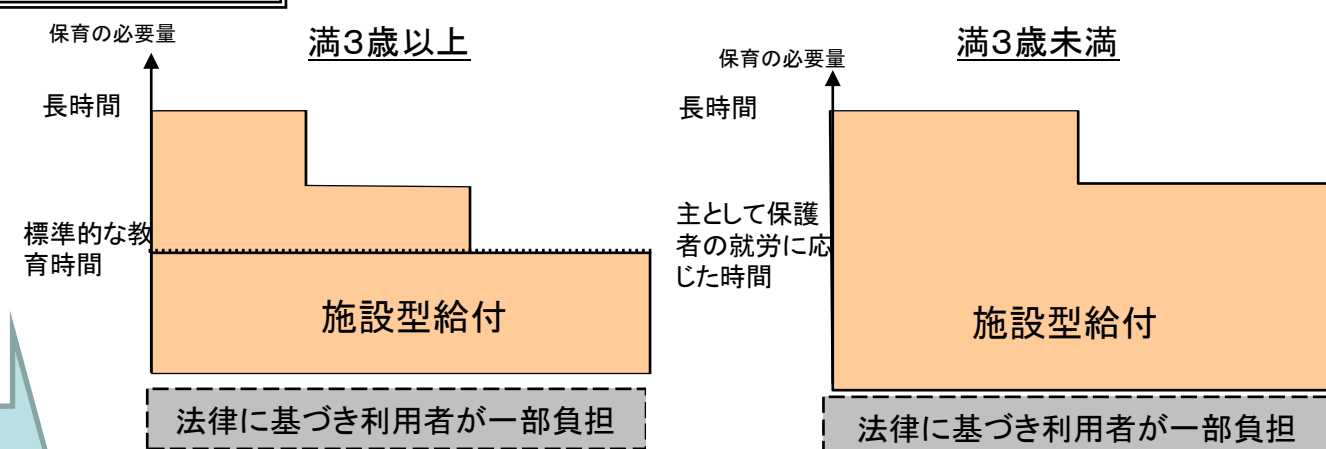 保育の必要量
満3歳以上
長時間
標準的な教
育時間
施設型給付
法律に基づき利用者が一部負担
保育の必要量
満3歳未満
長時間
主として保護
者の就労に応
じた時間
施設型給付
法律に基づき利用者が一部負担